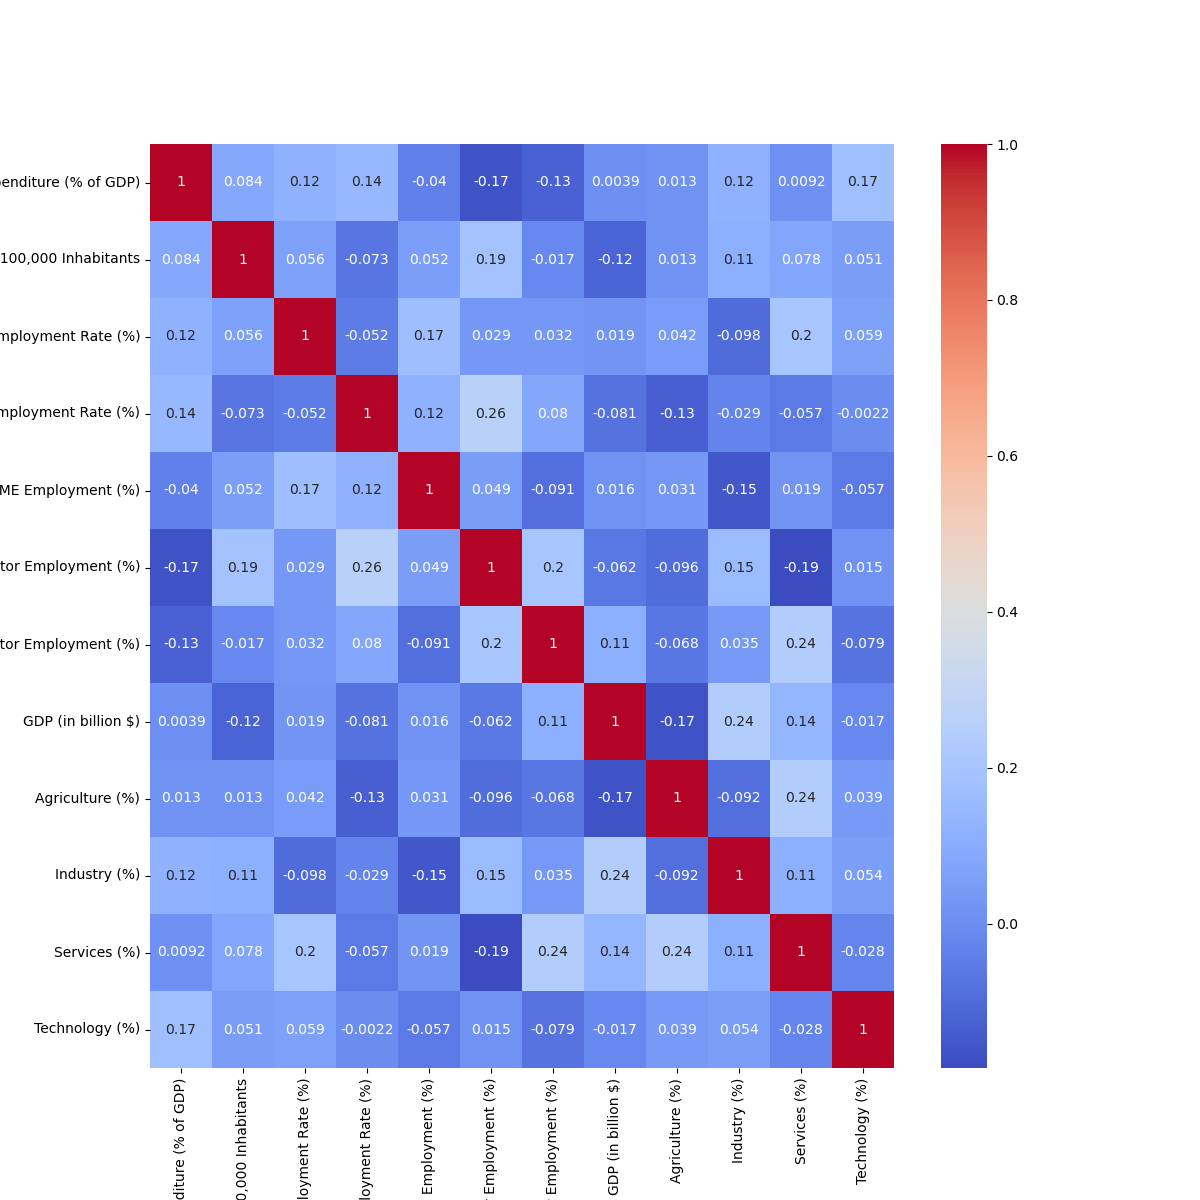 1.0
enditure (% of GDP) 1 0.084 0.12 0.14 -0.04 -0.17 -0.13 0.0039 0.013 0.12 0.0092 0.17
100,000 Inhabitants 0.084 1 0.056 -0.073 0.052 0.19 -0.017 -0.12 0.013 0.11 0.078 0.051
0.8
mployment Rate (%) 0.12 0.056 1 -0.052 0.17 0.029 0.032 0.019 0.042 -0.098 0.2 0.059
mployment Rate (%) 0.14 -0.073 -0.052 1 0.12 0.26 0.08 -0.081 -0.13 -0.029 -0.057 -0.0022
0.6
ME Employment (%) -0.04 0.052 0.17 0.12 1 0.049 -0.091 0.016 0.031 -0.15 0.019 -0.057
tor Employment (%) -0.17 0.19 0.029 0.26 0.049 1 0.2 -0.062 -0.096 0.15 -0.19 0.015
0.4
tor Employment (%) -0.13 -0.017 0.032 0.08 -0.091 0.2 1 0.11 -0.068 0.035 0.24 -0.079
GDP (in billion $) 0.0039 -0.12 0.019 -0.081 0.016 -0.062 0.11 1 -0.17 0.24 0.14 -0.017
0.2
Agriculture (%) 0.013 0.013 0.042 -0.13 0.031 -0.096 -0.068 -0.17 1 -0.092 0.24 0.039
Industry (%) 0.12 0.11 -0.098 -0.029 -0.15 0.15 0.035 0.24 -0.092 1 0.11 0.054
0.0
Services (%) 0.0092 0.078 0.2 -0.057 0.019 -0.19 0.24 0.14 0.24 0.11 1 -0.028
Technology (%) 0.17 0.051 0.059 -0.0022 -0.057 0.015 -0.079 -0.017 0.039 0.054 -0.028 1
diture (% of GDP)
0,000 Inhabitants
loyment Rate (%)
loyment Rate (%)
Employment (%)
Employment (%)
Employment (%)
GDP (in billion $)
Agriculture (%)
Industry (%)
Services (%)
Technology (%)